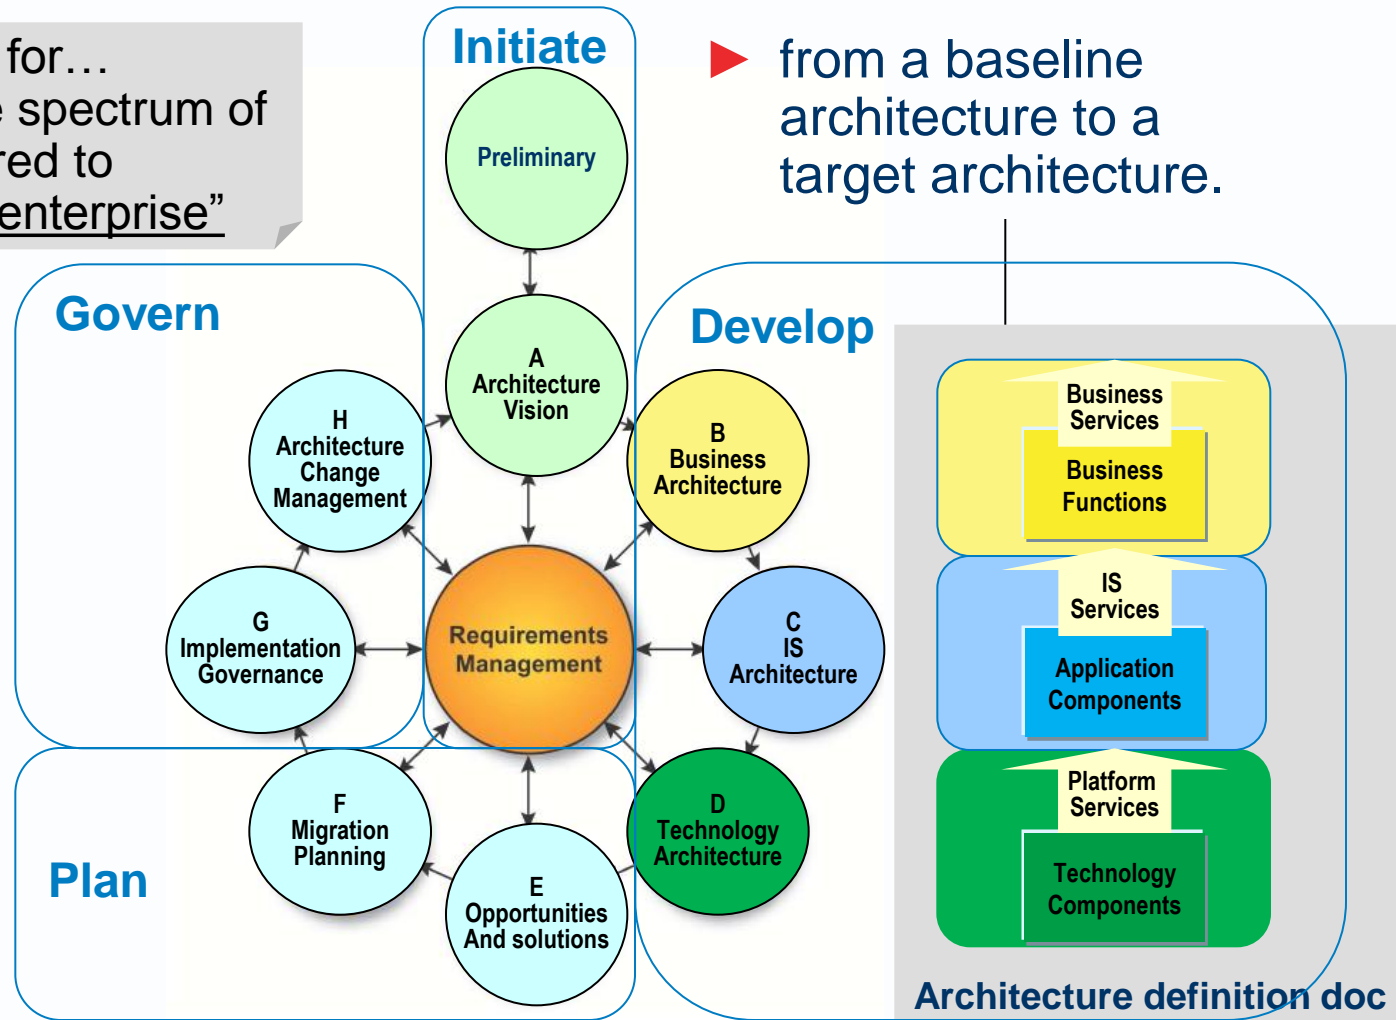 for…
spectrum of
to
enterprise”
Initiate
from a baseline
architecture to a
target architecture.
Preliminary
Govern
Develop
A
Architecture
Vision
H
Architecture
Change
Management
B
Business
Architecture
G
Implementation
Governance
Requirements
Management
C
IS
Architecture
F
Migration
Planning
D
Technology
Architecture
Plan
E
Opportunities
And solutions
Business
Services
Business
Functions
IS
Services
Application
Components
Platform
Services
Technology
Components
Architecture definition doc